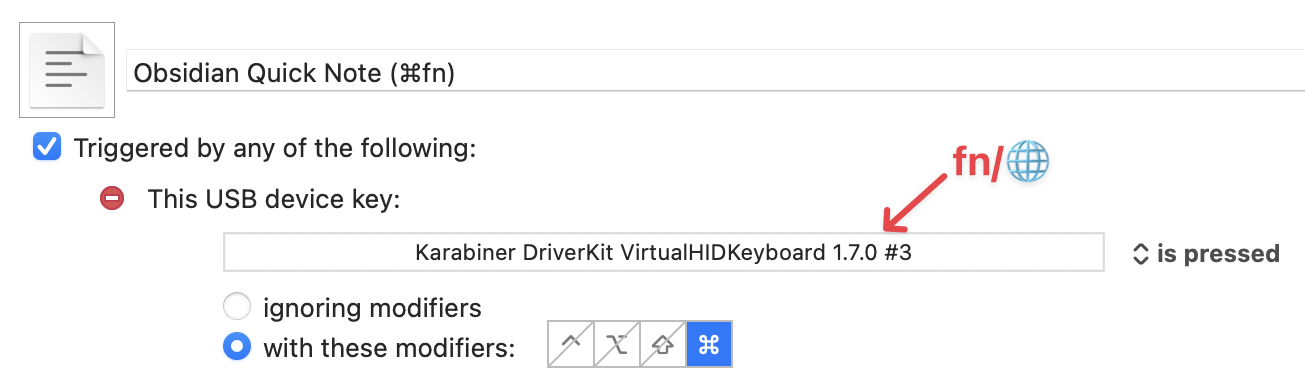 Obsidian Quick Note (⌘fn)
Triggered by any of the following:
fn/🌐
This USB device key:
Karabiner DriverKit VirtualHIDKeyboard 1.7.0 #3
is pressed
ignoring modifiers
with these modifiers: ⌃ ⌥ ⇧ ⌘